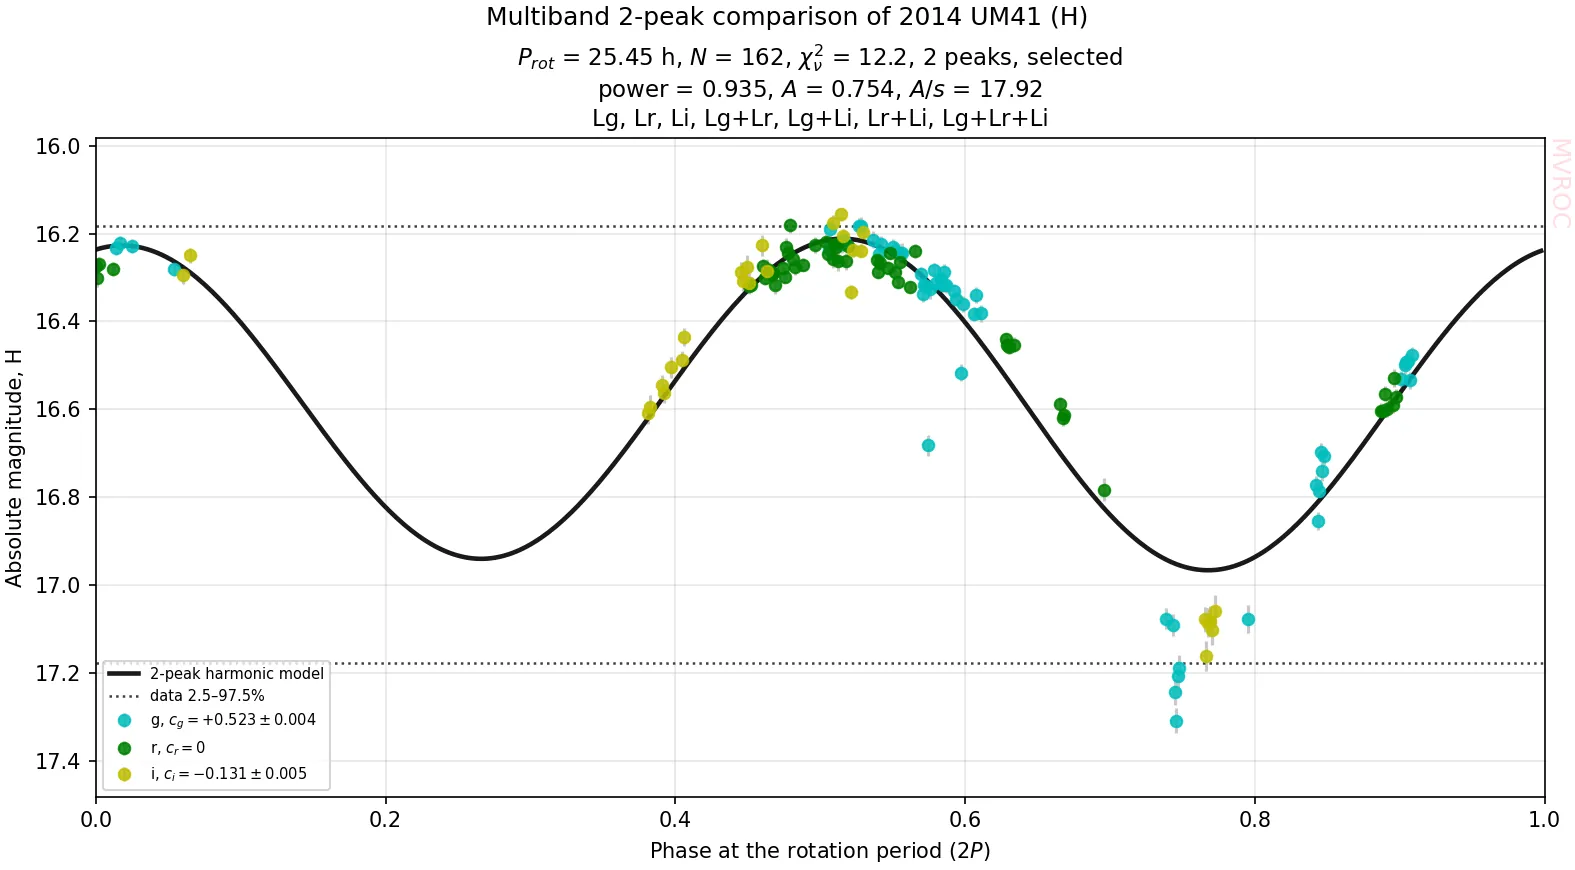 Multiband 2-peak comparison of 2014 UM41 (H)
P_rot = 25.45 h, N = 162, χ²_ν = 12.2, 2 peaks, selected
power = 0.935, A = 0.754, A/s = 17.92
Lg, Lr, Li, Lg+Lr, Lg+Li, Lr+Li, Lg+Lr+Li
MVROC
Absolute magnitude, H
16.0
16.2
16.4
16.6
16.8
17.0
17.2
17.4
2-peak harmonic model
data 2.5–97.5%
g, c_g = +0.523 ± 0.004
r, c_r = 0
i, c_i = −0.131 ± 0.005
0.0 0.2 0.4 0.6 0.8 1.0
Phase at the rotation period (2P)